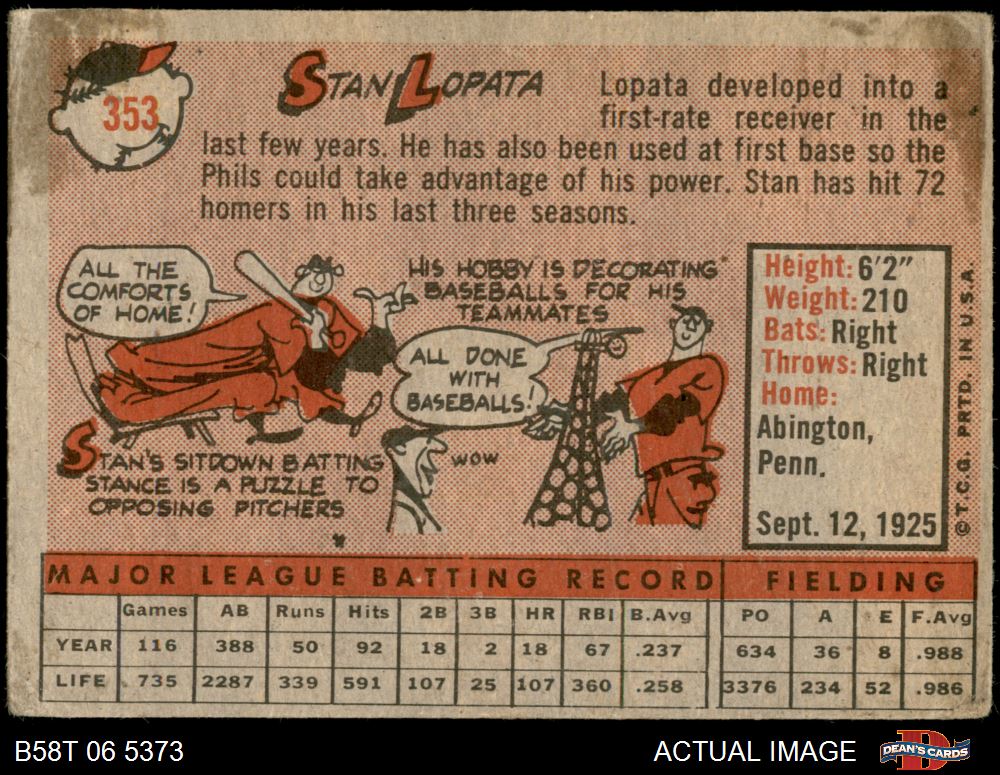 353
STAN LOPATA
Lopata developed into a
first-rate receiver in the
last few years. He has also been used at first base so the
Phils could take advantage of his power. Stan has hit 72
homers in his last three seasons.
ALL THE
COMFORTS
OF HOME!
STAN'S SITDOWN BATTING
STANCE IS A PUZZLE TO
OPPOSING PITCHERS
HIS HOBBY IS DECORATING
BASEBALLS FOR HIS
TEAMMATES
ALL DONE
WITH
BASEBALLS!
WOW
Height: 6'2"
Weight: 210
Bats: Right
Throws: Right
Home:
Abington,
Penn.
Sept. 12, 1925
© T.C.G. PRTD. IN U.S.A.
MAJOR LEAGUE BATTING RECORD FIELDING
Games AB Runs Hits 2B 3B HR RBI B.Avg PO A E F.Avg
YEAR 116 388 50 92 18 2 18 67 .237 634 36 8 .988
LIFE 735 2287 339 591 107 25 107 360 .258 3376 234 52 .986
B58T 06 5373 ACTUAL IMAGE DEAN'S CARDS